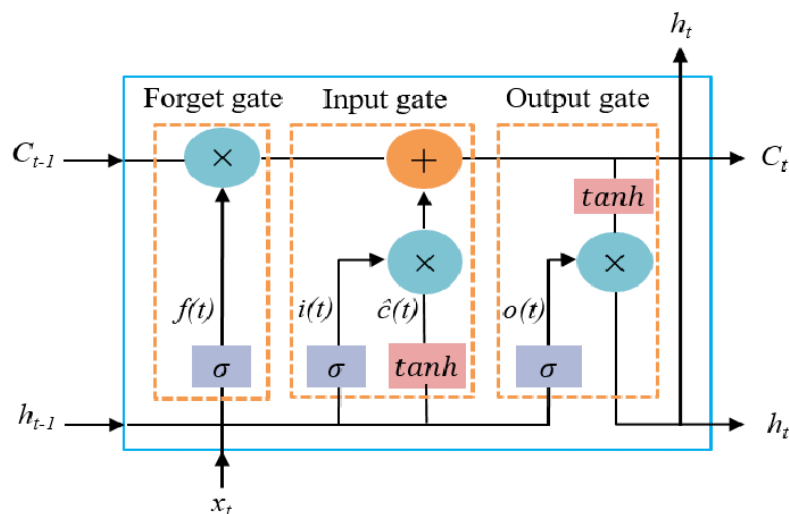 h_t
Forget gate Input gate Output gate
C_{t-1} × + C_t
tanh
× ×
f(t) i(t) ĉ(t) o(t)
σ σ tanh σ
h_{t-1} h_t
x_t